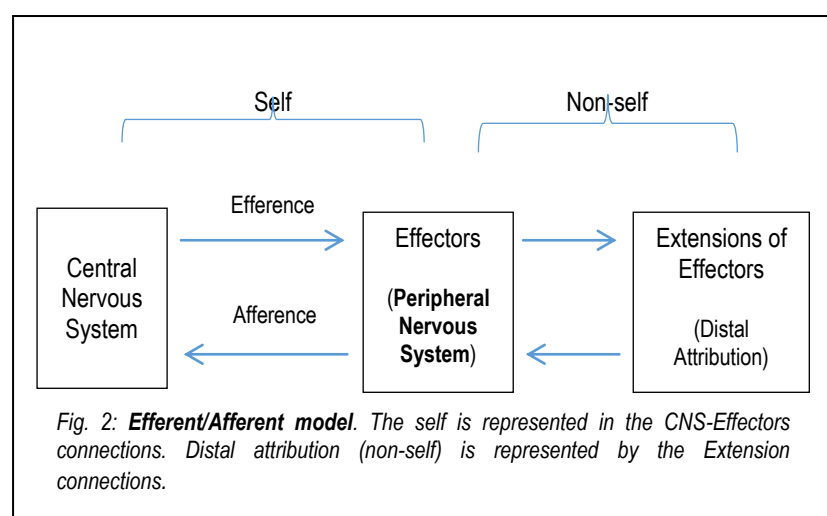 Self Non-self
Efference
Afference
Central
Nervous
System
Effectors
(Peripheral
Nervous
System)
Extensions of
Effectors
(Distal
Attribution)
Fig. 2: Efferent/Afferent model. The self is represented in the CNS-Effectors
connections. Distal attribution (non-self) is represented by the Extension
connections.